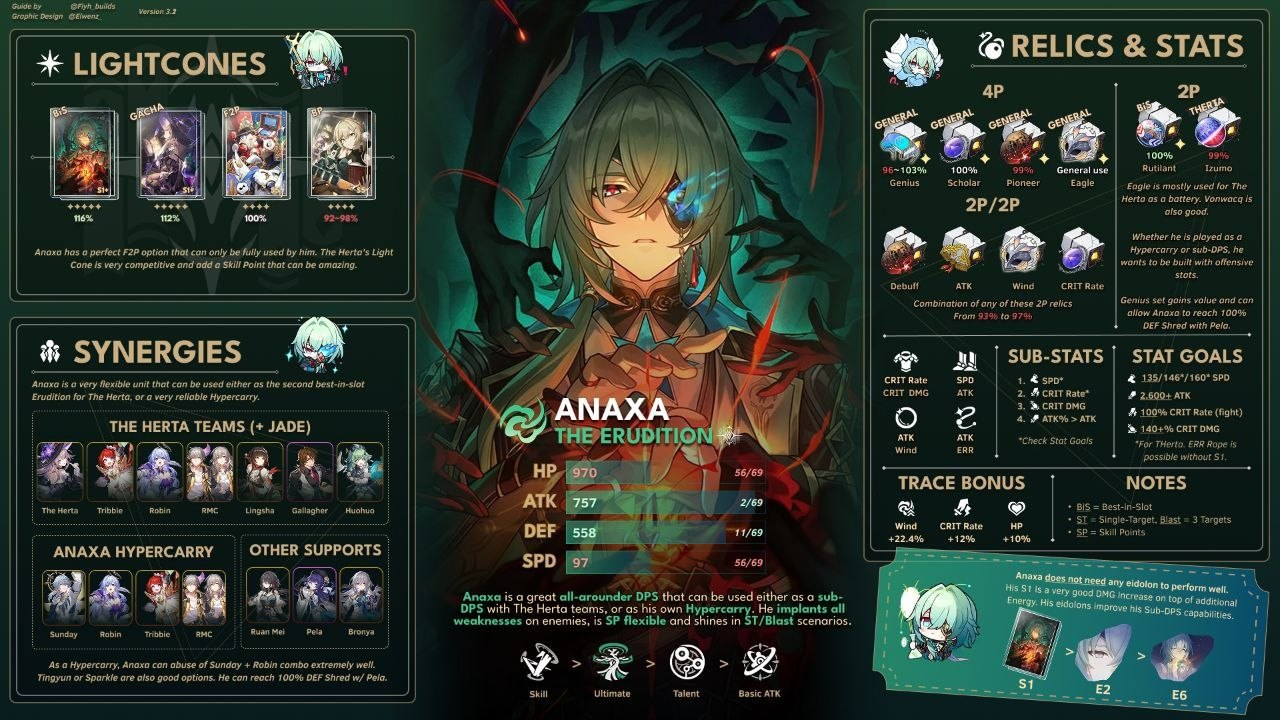 Guide by @Flyh_builds
Graphic Design @Elwenz_
Version 3.2
LIGHTCONES
BiS
GACHA
F2P
BP
S1+
S1+
116%
112%
100%
92~98%
Anaxa has a perfect F2P option that can only be fully used by him. The Herta's Light
Cone is very competitive and add a Skill Point that can be amazing.
SYNERGIES
Anaxa is a very flexible unit that can be used either as the second best-in-slot
Erudition for The Herta, or a very reliable Hypercarry.
THE HERTA TEAMS (+ JADE)
The Herta
Tribbie
Robin
RMC
Lingsha
Gallagher
Huohuo
ANAXA HYPERCARRY
Sunday
Robin
Tribbie
RMC
OTHER SUPPORTS
Ruan Mei
Pela
Bronya
As a Hypercarry, Anaxa can abuse of Sunday + Robin combo extremely well.
Tingyun or Sparkle are also good options. He can reach 100% DEF Shred w/ Pela.
ANAXA
THE ERUDITION
HP 970 56/69
ATK 757 2/69
DEF 558 11/69
SPD 97 56/69
Anaxa is a great all-arounder DPS that can be used either as a sub-
DPS with The Herta teams, or as his own Hypercarry. He implants all
weaknesses on enemies, is SP flexible and shines in ST/Blast scenarios.
Skill > Ultimate > Talent > Basic ATK
RELICS & STATS
4P
GENERAL
GENERAL
GENERAL
GENERAL
96~103%
100%
99%
General use
Genius
Scholar
Pioneer
Eagle
2P/2P
Debuff
ATK
Wind
CRIT Rate
Combination of any of these 2P relics
From 93% to 97%
2P
BiS
THERTA
100%
99%
Rutilant
Izumo
Eagle is mostly used for The
Herta as a battery. Vonwacq is
also good.
Whether he is played as a
Hypercarry or sub-DPS, he
wants to be built with offensive
stats.
Genius set gains value and can
allow Anaxa to reach 100%
DEF Shred with Pela.
CRIT Rate
CRIT DMG
SPD
ATK
ATK
Wind
ATK
ERR
SUB-STATS
1. SPD*
2. CRIT Rate*
3. CRIT DMG
4. ATK% > ATK
*Check Stat Goals
STAT GOALS
135/146*/160* SPD
2,600+ ATK
100% CRIT Rate (fight)
140+% CRIT DMG
*For THerta. ERR Rope is
possible without S1.
TRACE BONUS
Wind
+22.4%
CRIT Rate
+12%
HP
+10%
NOTES
• BiS = Best-in-Slot
• ST = Single-Target, Blast = 3 Targets
• SP = Skill Points
Anaxa does not need any eidolon to perform well.
His S1 is a very good DMG increase on top of additional
Energy. His eidolons improve his Sub-DPS capabilities.
S1 > E2 > E6